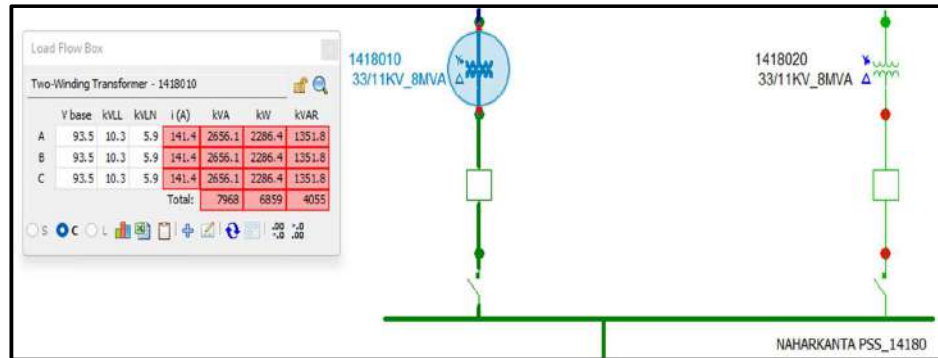 Load Flow Box
Two-Winding Transformer - 1418010
V base kVLL kVLN i (A) kVA kW kVAR
A 93.5 10.3 5.9 141.4 2656.1 2286.4 1351.8
B 93.5 10.3 5.9 141.4 2656.1 2286.4 1351.8
C 93.5 10.3 5.9 141.4 2656.1 2286.4 1351.8
Total: 7968 6859 4055
S C L
1418010
33/11KV_8MVA
1418020
33/11KV_8MVA
NAHARKANTA PSS_14180